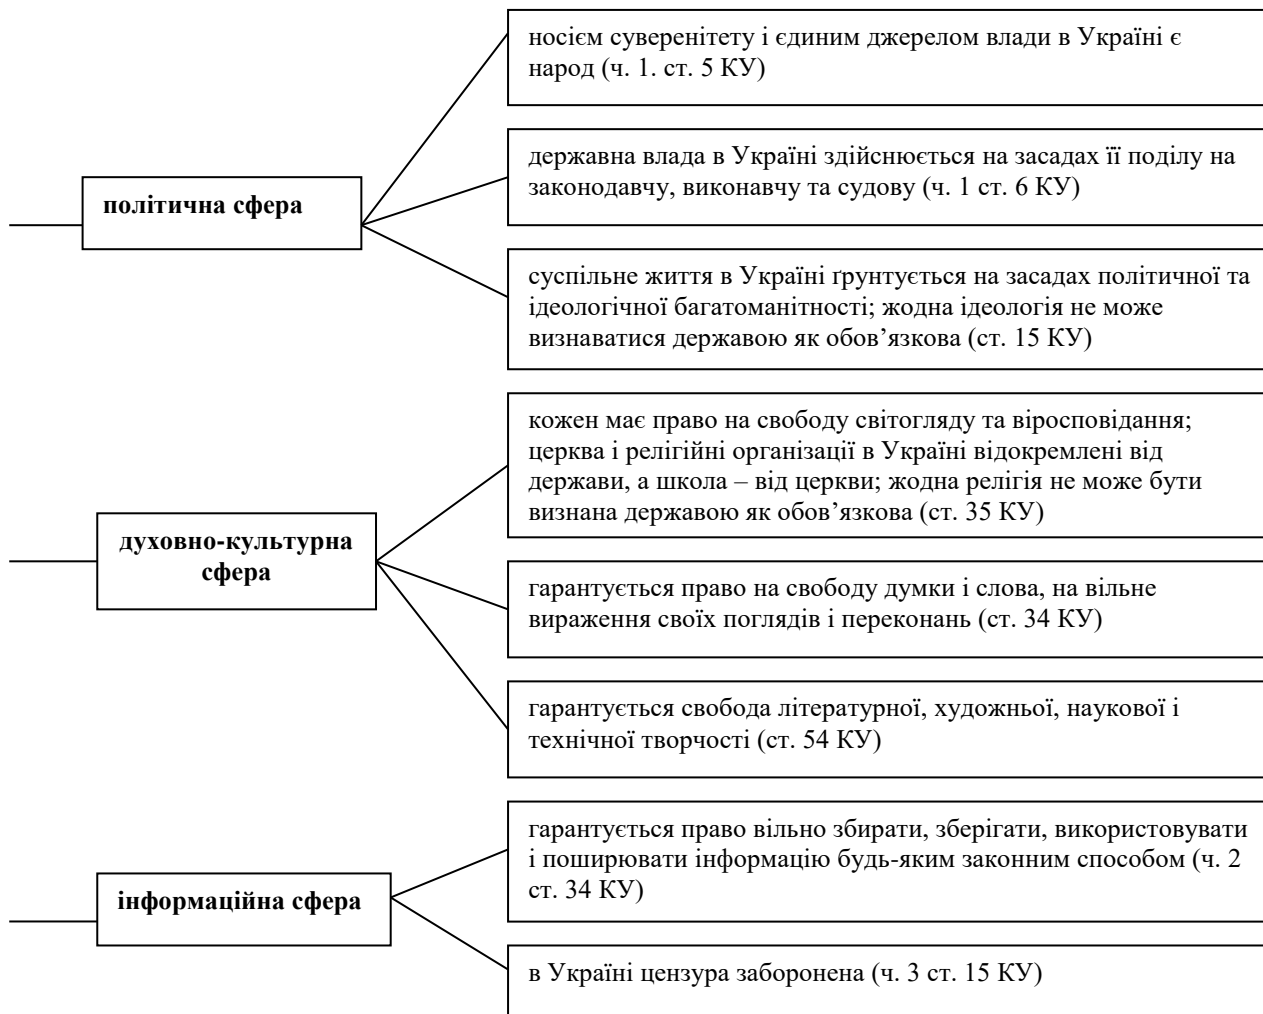 носієм суверенітету і єдиним джерелом влади в Україні є
народ (ч. 1. ст. 5 КУ)
політична сфера
державна влада в Україні здійснюється на засадах її поділу на
законодавчу, виконавчу та судову (ч. 1 ст. 6 КУ)
суспільне життя в Україні ґрунтується на засадах політичної та
ідеологічної багатоманітності; жодна ідеологія не може
визнаватися державою як обов’язкова (ст. 15 КУ)
кожен має право на свободу світогляду та віросповідання;
церква і релігійні організації в Україні відокремлені від
держави, а школа – від церкви; жодна релігія не може бути
визнана державою як обов’язкова (ст. 35 КУ)
духовно-культурна
сфера
гарантується право на свободу думки і слова, на вільне
вираження своїх поглядів і переконань (ст. 34 КУ)
гарантується свобода літературної, художньої, наукової і
технічної творчості (ст. 54 КУ)
гарантується право вільно збирати, зберігати, використовувати
і поширювати інформацію будь-яким законним способом (ч. 2
ст. 34 КУ)
інформаційна сфера
в Україні цензура заборонена (ч. 3 ст. 15 КУ)